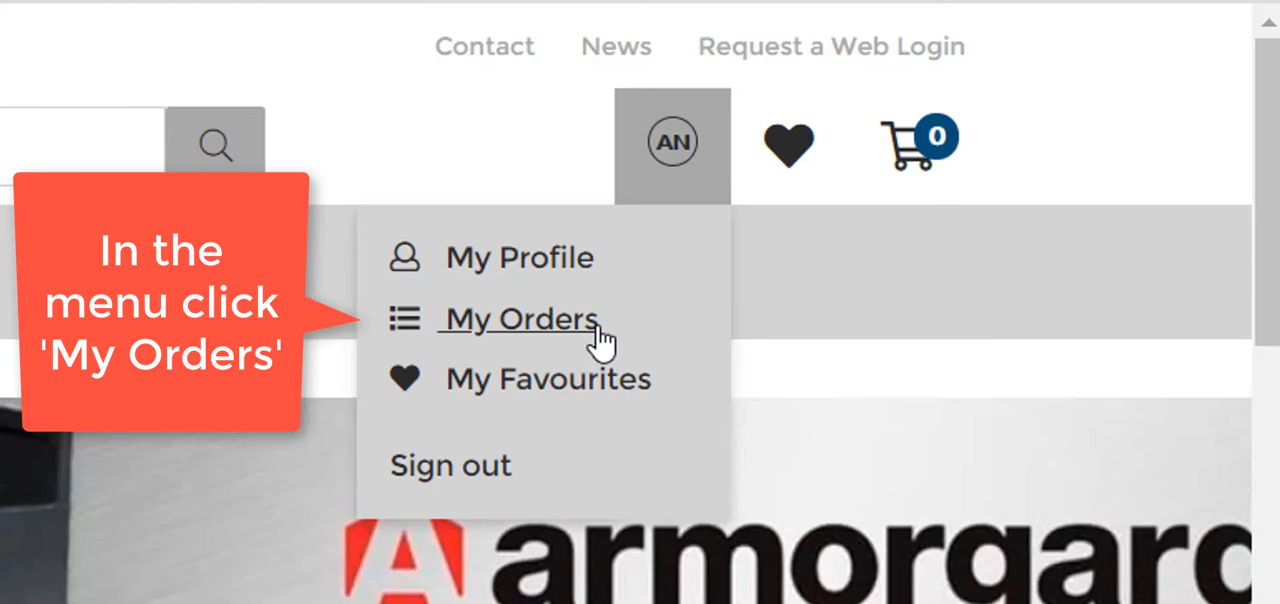 Contact News Request a Web Login
AN
0
In the
menu click
'My Orders'
My Profile
My Orders
My Favourites
Sign out
armorgard